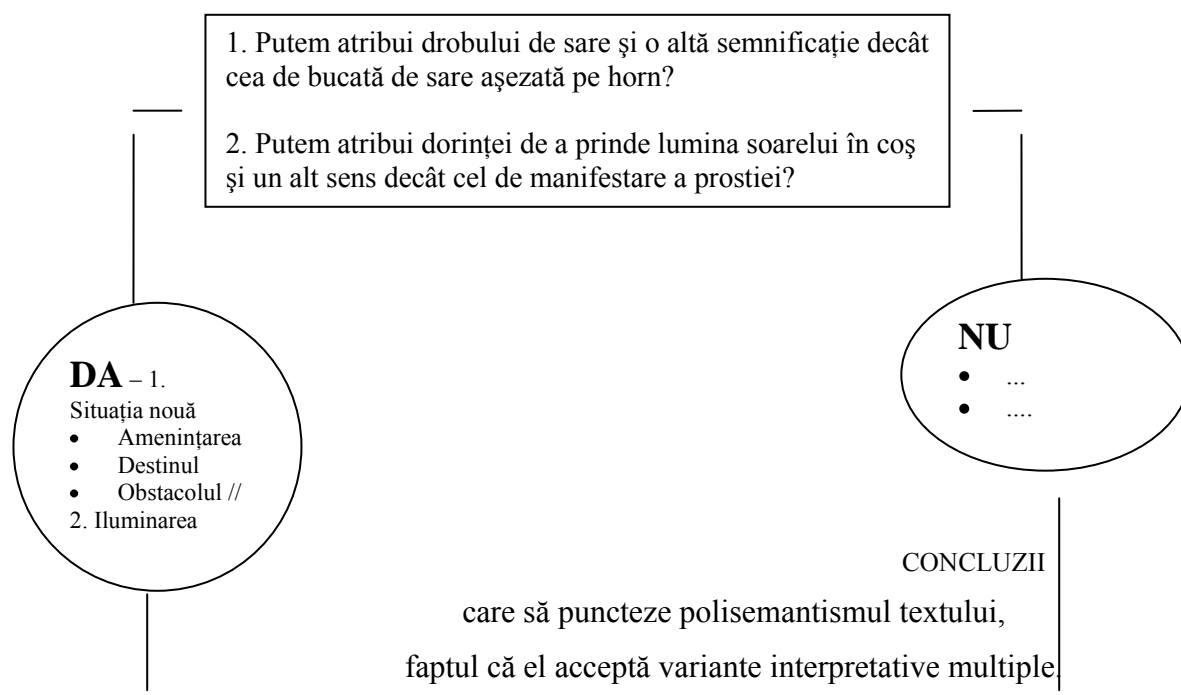 1. Putem atribui drobului de sare şi o altă semnificaţie decât
cea de bucată de sare aşezată pe horn?
2. Putem atribui dorinţei de a prinde lumina soarelui în coş
şi un alt sens decât cel de manifestare a prostiei?
DA – 1.
Situaţia nouă
• Ameninţarea
• Destinul
• Obstacolul //
2. Iluminarea
NU
• ...
• ....
CONCLUZII
care să puncteze polisemantismul textului,
faptul că el acceptă variante interpretative multiple.